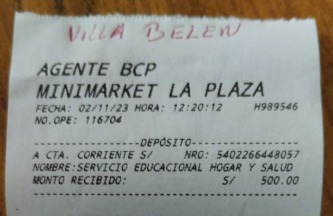 VILLA BELEN
AGENTE BCP
MINIMARKET LA PLAZA
FECHA: 02/11/23 HORA: 12:20:12 H989546
NO.OPE: 116704
DEPÓSITO
A CTA. CORRIENTE S/ NRO: 5402266448057
NOMBRE:SERVICIO EDUCACIONAL HOGAR Y SALUD
MONTO RECIBIDO: S/ 500.00